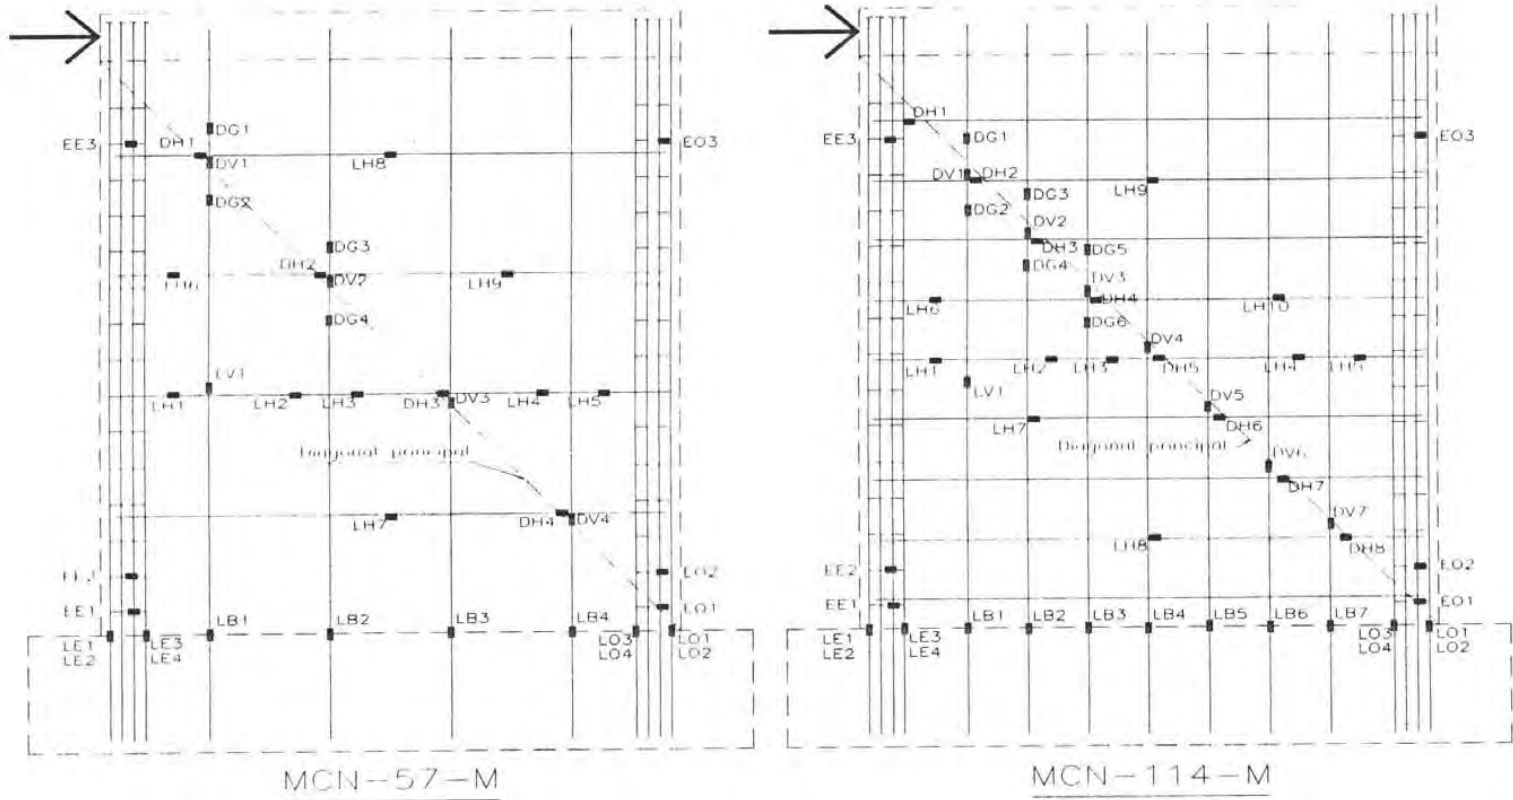 DG1
EE3
DH1
DV1
LH8
EO3
DG2
DG3
DH2
DV2
LH6
LH9
DG4
LV1
LH1
LH2
LH3
DH3
DV3
LH4
LH5
Diagonal principal
LH7
DH4
DV4
EE2
EO2
EE1
EO1
LB1
LB2
LB3
LB4
LE1
LE3
LO3
LO1
LE2
LE4
LO4
LO2
MCN-57-M
DH1
EE3
DG1
EO3
DV1
DH2
LH9
DG3
DG2
DV2
DH3
DG5
DG4
DV3
LH6
DH4
LH10
DG6
DV4
LH1
LH2
LH3
DH5
LH4
LH5
LV1
DV5
LH7
DH6
Diagonal principal
DV6
DH7
DV7
LH8
DH8
EE2
EO2
EE1
EO1
LB1
LB2
LB3
LB4
LB5
LB6
LB7
LE1
LE3
LO3
LO1
LE2
LE4
LO4
LO2
MCN-114-M